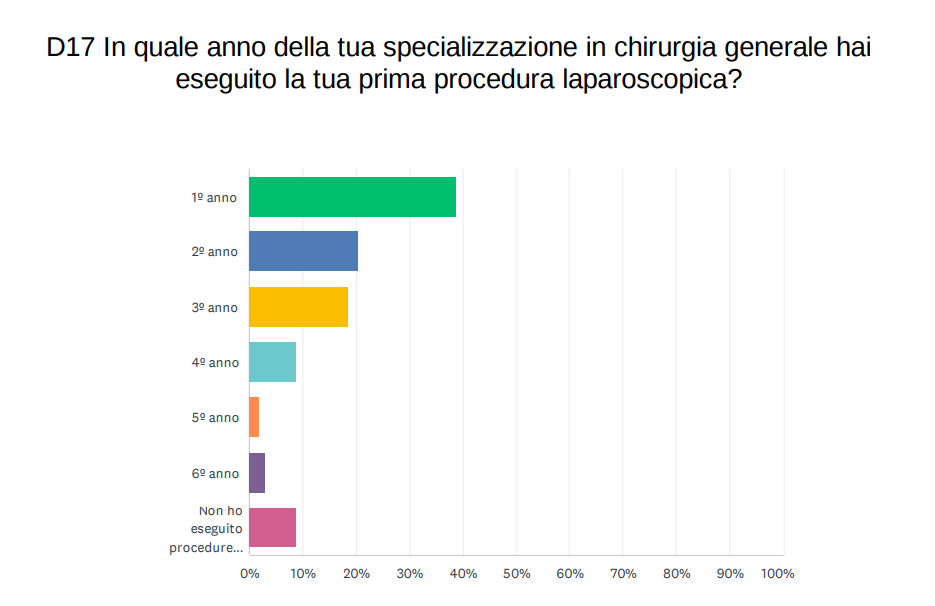 D17 In quale anno della tua specializzazione in chirurgia generale hai
eseguito la tua prima procedura laparoscopica?
1º anno
2º anno
3º anno
4º anno
5º anno
6º anno
Non ho
eseguito
procedure...
0% 10% 20% 30% 40% 50% 60% 70% 80% 90% 100%